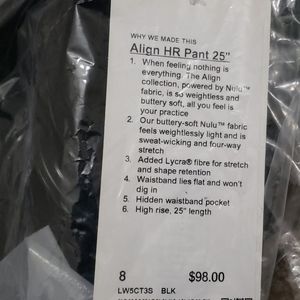 WHY WE MADE THIS
Align HR Pant 25"
1. When feeling nothing is
everything. The Align
collection, powered by Nulu™
fabric, is so weightless and
buttery soft, all you feel is
your practice
2. Our buttery-soft Nulu™ fabric
feels weightlessly light and is
sweat-wicking and four-way
stretch
3. Added Lycra® fibre for stretch
and shape retention
4. Waistband lies flat and won't
dig in
5. Hidden waistband pocket
6. High rise, 25" length
8 $98.00
LW5CT3S BLK